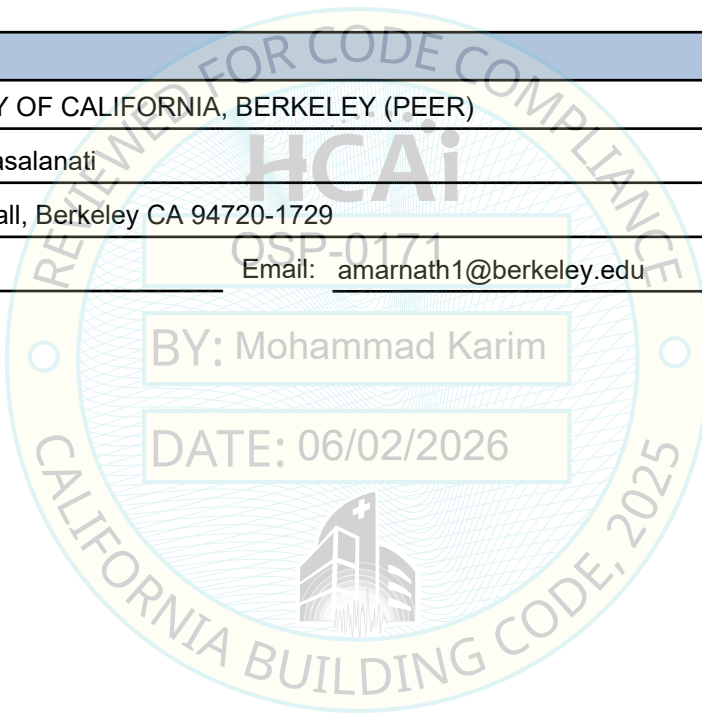 Y OF CALIFORNIA, BERKELEY (PEER)
asalanati
all, Berkeley CA 94720-1729
Email: amarnath1@berkeley.edu
REVIEWED FOR CODE COMPLIANCE
HCAi
OSP-0171
BY: Mohammad Karim
DATE: 06/02/2026
CALIFORNIA BUILDING CODE, 2025